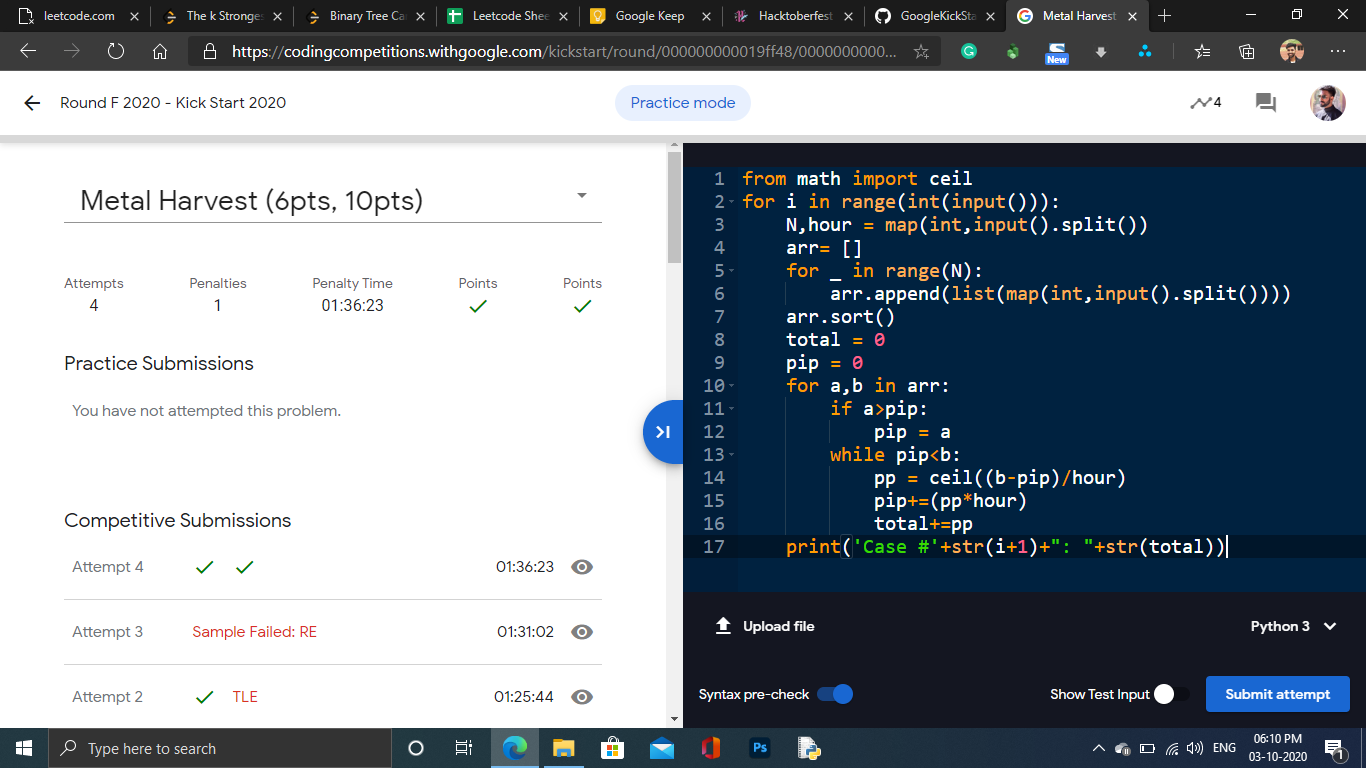 leetcode.com
The k Stronges
Binary Tree Ca
Leetcode Shee
Google Keep
Hacktoberfest
GoogleKickSta
Metal Harvest
https://codingcompetitions.withgoogle.com/kickstart/round/000000000019ff48/0000000000...
New
Round F 2020 - Kick Start 2020
Practice mode
4
Metal Harvest (6pts, 10pts)
Attempts Penalties Penalty Time Points Points
4 1 01:36:23
Practice Submissions
You have not attempted this problem.
Competitive Submissions
Attempt 4 01:36:23
Attempt 3 Sample Failed: RE 01:31:02
Attempt 2 TLE 01:25:44
1 from math import ceil
2 for i in range(int(input())):
3 N,hour = map(int,input().split())
4 arr= []
5 for _ in range(N):
6 arr.append(list(map(int,input().split())))
7 arr.sort()
8 total = 0
9 pip = 0
10 for a,b in arr:
11 if a>pip:
12 pip = a
13 while pip<b:
14 pp = ceil((b-pip)/hour)
15 pip+=(pp*hour)
16 total+=pp
17 print('Case #'+str(i+1)+": "+str(total))
Upload file
Python 3
Syntax pre-check
Show Test Input
Submit attempt
Type here to search
Ps
ENG
06:10 PM
03-10-2020
1